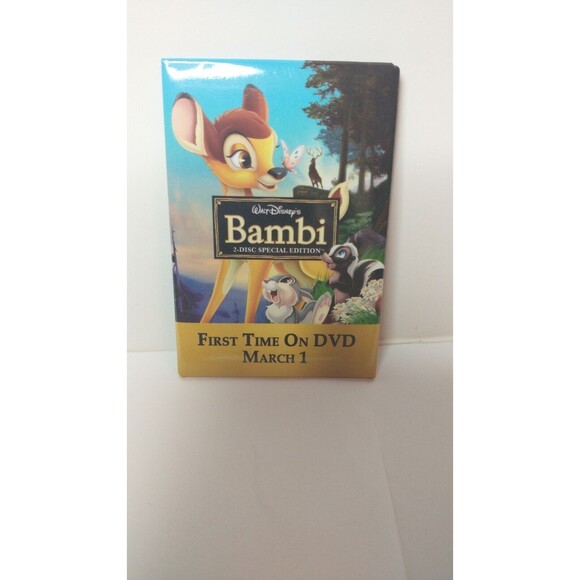 Walt Disney's
Bambi
2-Disc Special Edition
First Time On DVD
March 1